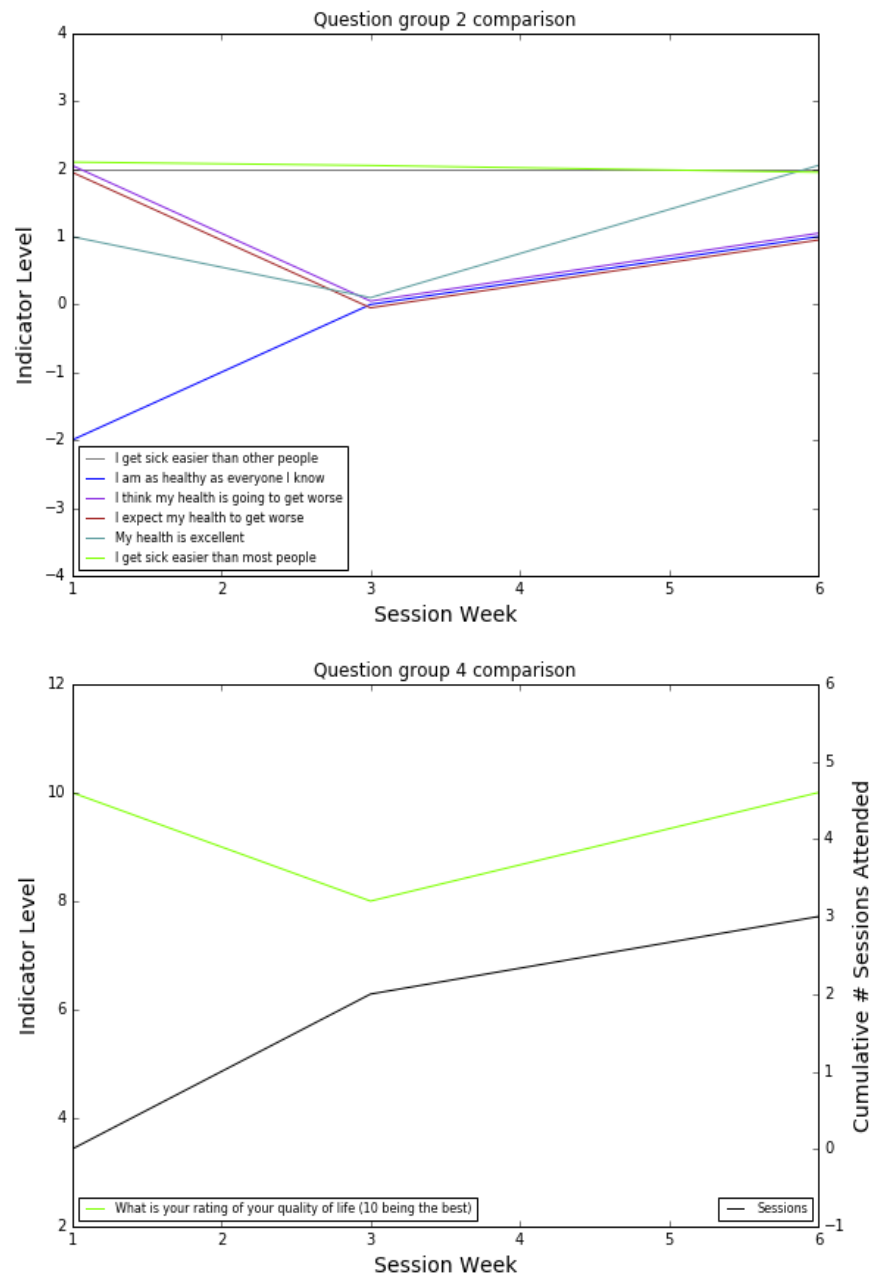 Question group 2 comparison
4
3
2
1
0
−1
−2
−3
−4
Indicator Level
I get sick easier than other people
I am as healthy as everyone I know
I think my health is going to get worse
I expect my health to get worse
My health is excellent
I get sick easier than most people
1 2 3 4 5 6
Session Week
Question group 4 comparison
12
10
8
6
4
2
Indicator Level
6
5
4
3
2
1
0
−1
Cumulative # Sessions Attended
What is your rating of your quality of life (10 being the best)
Sessions
1 2 3 4 5 6
Session Week